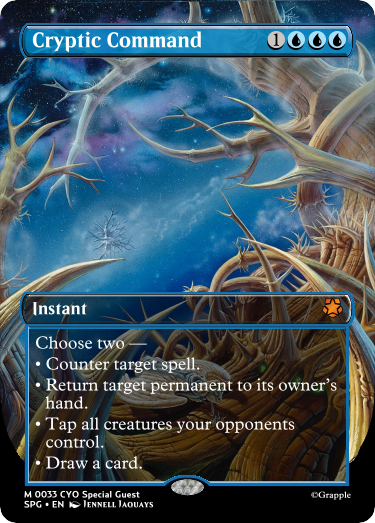 Cryptic Command 1
Instant
Choose two —
• Counter target spell.
• Return target permanent to its owner's
hand.
• Tap all creatures your opponents
control.
• Draw a card.
M 0033 CYO Special Guest
SPG • EN Jennell Jaquays ©Grapple